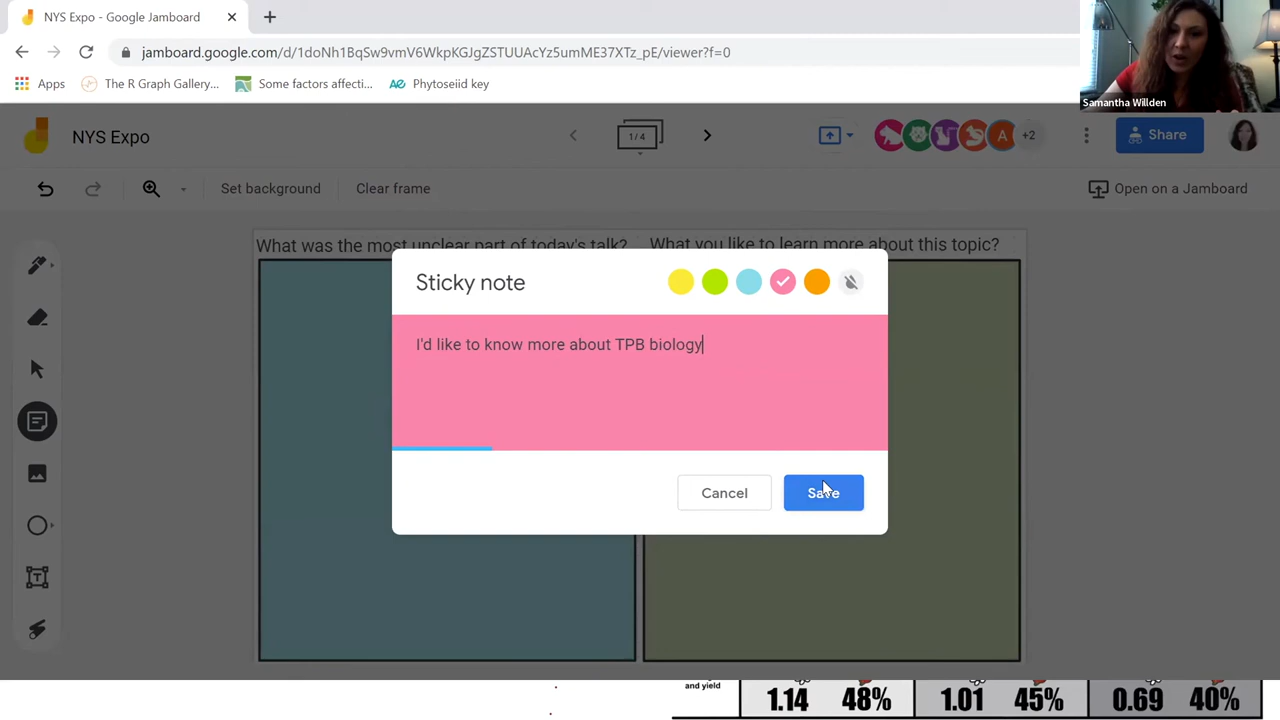 NYS Expo - Google Jamboard
jamboard.google.com/d/1doNh1BqSw9vmV6WkpKGJgZSTUUAcYz5umME37XTz_pE/viewer?f=0
Apps
The R Graph Gallery...
Some factors affecti...
Phytoseiid key
Samantha Willden
NYS Expo
1/4
A
+2
Share
Set background
Clear frame
Open on a Jamboard
What was the most unclear part of today's talk?
What you like to learn more about this topic?
Sticky note
I'd like to know more about TPB biology
Cancel
Save
and yield
1.14 48%
1.01 45%
0.69 40%